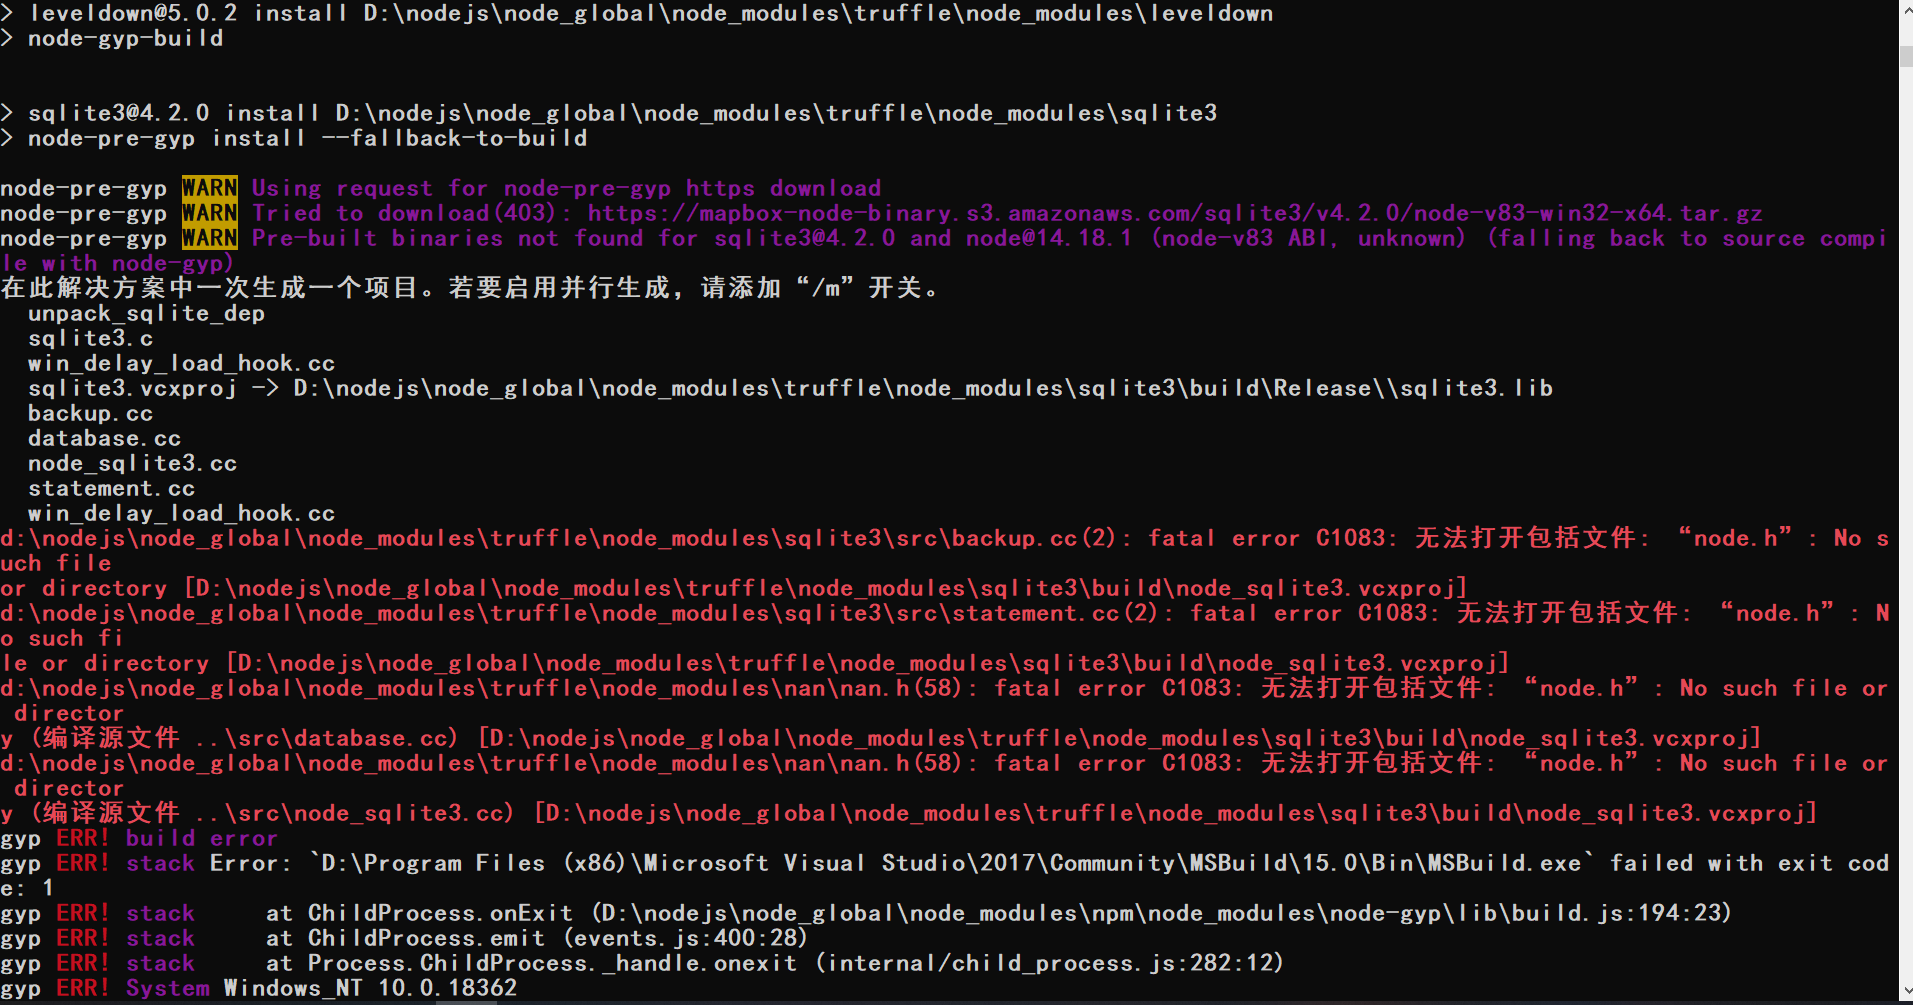 > leveldown@5.0.2 install D:\nodejs\node_global\node_modules\truffle\node_modules\leveldown
> node-gyp-build
> sqlite3@4.2.0 install D:\nodejs\node_global\node_modules\truffle\node_modules\sqlite3
> node-pre-gyp install --fallback-to-build
node-pre-gyp WARN Using request for node-pre-gyp https download
node-pre-gyp WARN Tried to download(403): https://mapbox-node-binary.s3.amazonaws.com/sqlite3/v4.2.0/node-v83-win32-x64.tar.gz
node-pre-gyp WARN Pre-built binaries not found for sqlite3@4.2.0 and node@14.18.1 (node-v83 ABI, unknown) (falling back to source compi
le with node-gyp)
在此解决方案中一次生成一个项目。若要启用并行生成，请添加“/m”开关。
unpack_sqlite_dep
sqlite3.c
win_delay_load_hook.cc
sqlite3.vcxproj -> D:\nodejs\node_global\node_modules\truffle\node_modules\sqlite3\build\Release\\sqlite3.lib
backup.cc
database.cc
node_sqlite3.cc
statement.cc
win_delay_load_hook.cc
d:\nodejs\node_global\node_modules\truffle\node_modules\sqlite3\src\backup.cc(2): fatal error C1083: 无法打开包括文件: “node.h”: No s
uch file
or directory [D:\nodejs\node_global\node_modules\truffle\node_modules\sqlite3\build\node_sqlite3.vcxproj]
d:\nodejs\node_global\node_modules\truffle\node_modules\sqlite3\src\statement.cc(2): fatal error C1083: 无法打开包括文件: “node.h”: N
o such fi
le or directory [D:\nodejs\node_global\node_modules\truffle\node_modules\sqlite3\build\node_sqlite3.vcxproj]
d:\nodejs\node_global\node_modules\truffle\node_modules\nan\nan.h(58): fatal error C1083: 无法打开包括文件: “node.h”: No such file or
director
y (编译源文件 ..\src\database.cc) [D:\nodejs\node_global\node_modules\truffle\node_modules\sqlite3\build\node_sqlite3.vcxproj]
d:\nodejs\node_global\node_modules\truffle\node_modules\nan\nan.h(58): fatal error C1083: 无法打开包括文件: “node.h”: No such file or
director
y (编译源文件 ..\src\node_sqlite3.cc) [D:\nodejs\node_global\node_modules\truffle\node_modules\sqlite3\build\node_sqlite3.vcxproj]
gyp ERR! build error
gyp ERR! stack Error: `D:\Program Files (x86)\Microsoft Visual Studio\2017\Community\MSBuild\15.0\Bin\MSBuild.exe` failed with exit cod
e: 1
gyp ERR! stack     at ChildProcess.onExit (D:\nodejs\node_global\node_modules\npm\node_modules\node-gyp\lib\build.js:194:23)
gyp ERR! stack     at ChildProcess.emit (events.js:400:28)
gyp ERR! stack     at Process.ChildProcess._handle.onexit (internal/child_process.js:282:12)
gyp ERR! System Windows_NT 10.0.18362